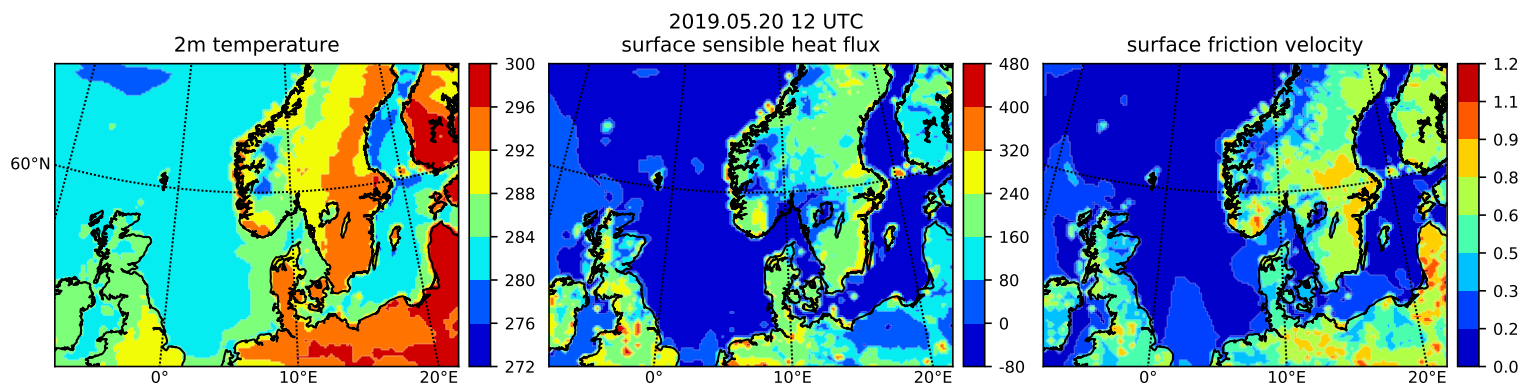 2019.05.20 12 UTC
2m temperature
surface sensible heat flux
surface friction velocity
60°N
0°
10°E
20°E
300
296
292
288
284
280
276
272
0°
10°E
20°E
480
400
320
240
160
80
0
-80
0°
10°E
20°E
1.2
1.1
0.9
0.8
0.6
0.5
0.3
0.2
0.0